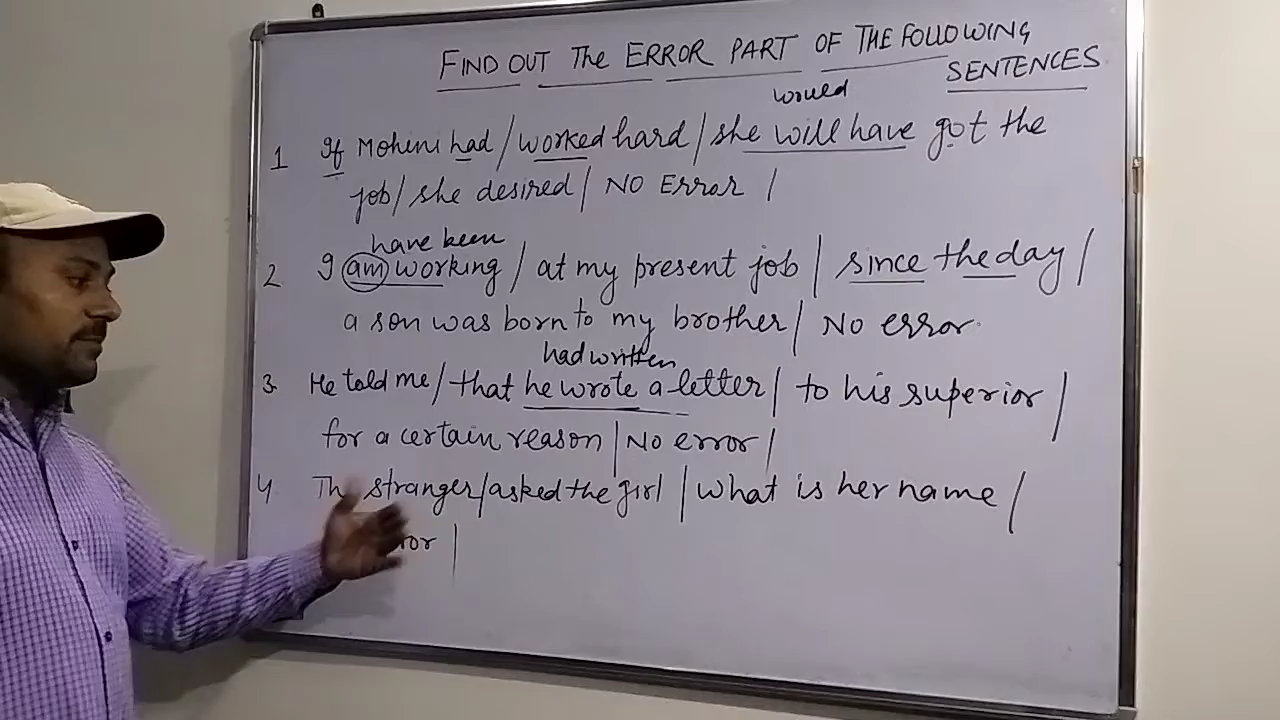 FIND OUT The ERROR PART OF THE FOLLOWING
SENTENCES
would
1 If Mohini had / worked hard / she will have got the
job / she desired / NO Error /
have been
2 I am working / at my present job / since the day /
a son was born to my brother / No error.
had written
3. He told me / that he wrote a letter / to his superior /
for a certain reason / No error /
4 stranger / asked the girl / what is her name /